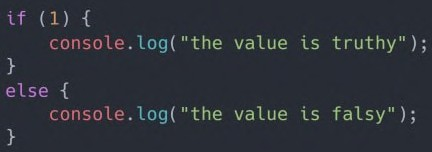 if (1) {
    console.log("the value is truthy");
}
else {
    console.log("the value is falsy");
}